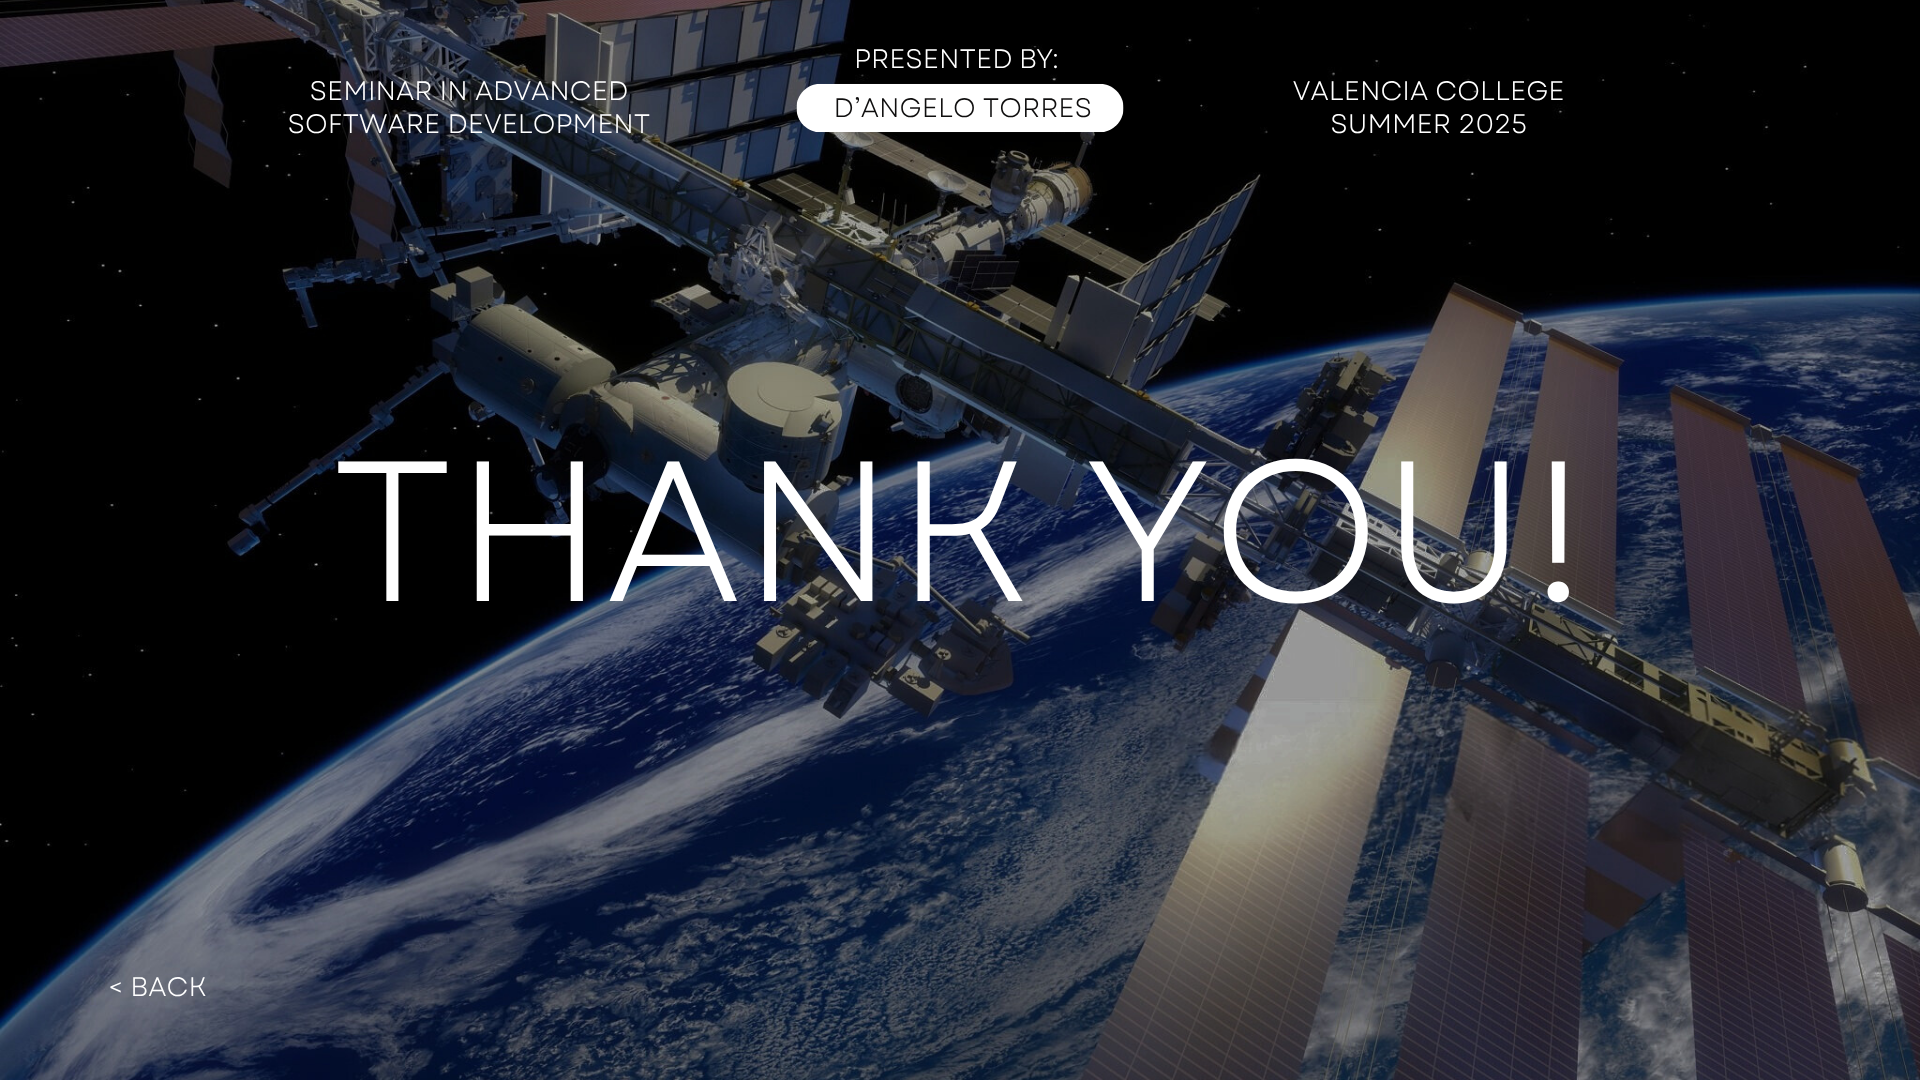 SEMINAR IN ADVANCED
SOFTWARE DEVELOPMENT
PRESENTED BY:
D’ANGELO TORRES
VALENCIA COLLEGE
SUMMER 2025
THANK YOU!
< BACK